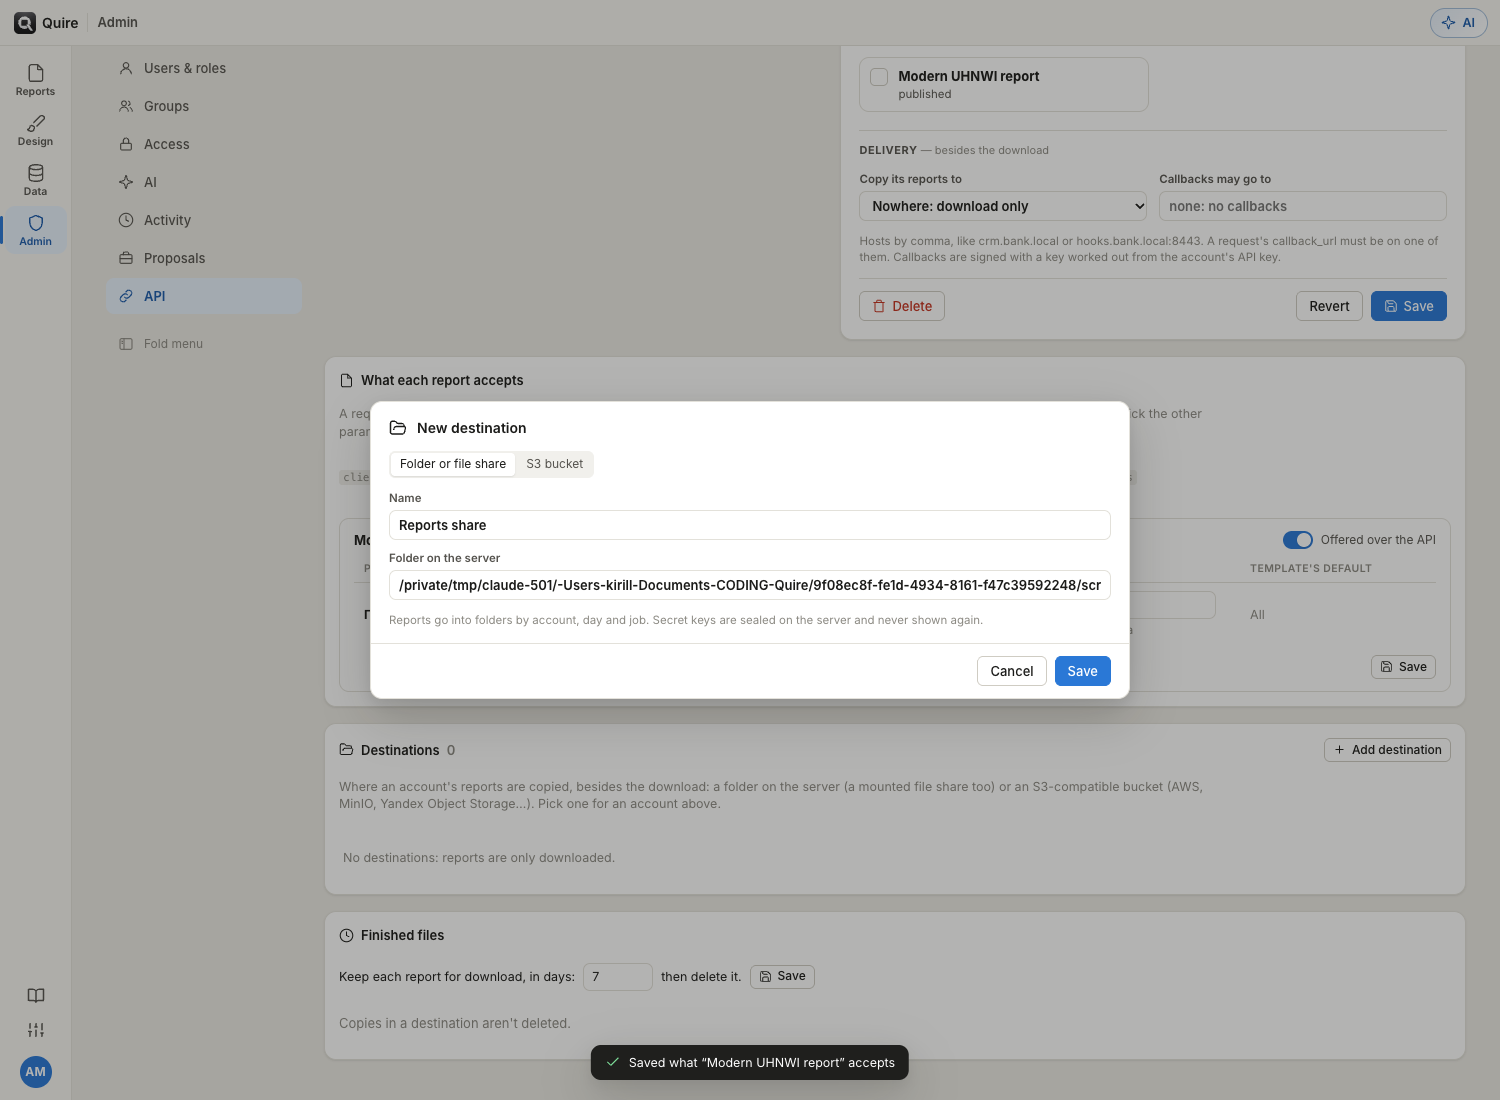 Quire
Admin
AI
Reports
Design
Data
Admin
AM
Users & roles
Groups
Access
AI
Activity
Proposals
API
Fold menu
Modern UHNWI report
published
DELIVERY — besides the download
Copy its reports to
Callbacks may go to
Nowhere: download only
none: no callbacks
Hosts by comma, like crm.bank.local or hooks.bank.local:8443. A request's callback_url must be on one of
them. Callbacks are signed with a key worked out from the account's API key.
Delete
Revert
Save
What each report accepts
ck the other
Offered over the API
TEMPLATE'S DEFAULT
All
Save
New destination
Folder or file share
S3 bucket
Name
Reports share
Folder on the server
/private/tmp/claude-501/-Users-kirill-Documents-CODING-Quire/9f08ec8f-fe1d-4934-8161-f47c39592248/scr
Reports go into folders by account, day and job. Secret keys are sealed on the server and never shown again.
Cancel
Save
Destinations 0
Add destination
Where an account's reports are copied, besides the download: a folder on the server (a mounted file share too) or an S3-compatible bucket (AWS,
MinIO, Yandex Object Storage...). Pick one for an account above.
No destinations: reports are only downloaded.
Finished files
Keep each report for download, in days: 7 then delete it. Save
Copies in a destination aren't deleted.
Saved what “Modern UHNWI report” accepts